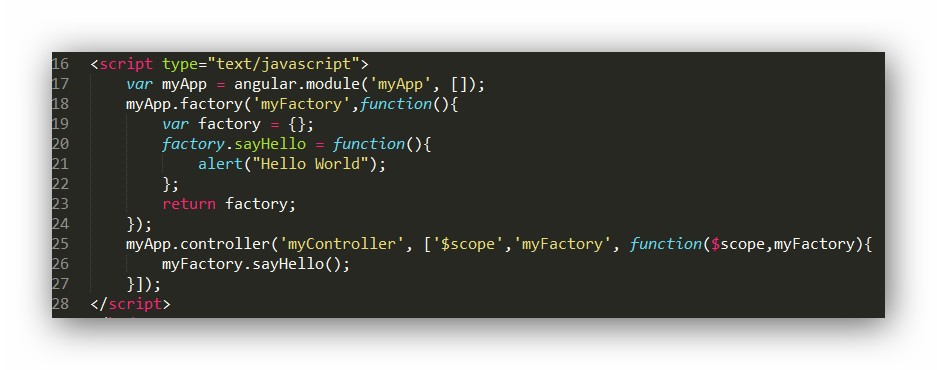 16 <script type="text/javascript">
17     var myApp = angular.module('myApp', []);
18     myApp.factory('myFactory',function(){
19         var factory = {};
20         factory.sayHello = function(){
21             alert("Hello World");
22         };
23         return factory;
24     });
25     myApp.controller('myController', ['$scope','myFactory', function($scope,myFactory){
26         myFactory.sayHello();
27     }]);
28 </script>